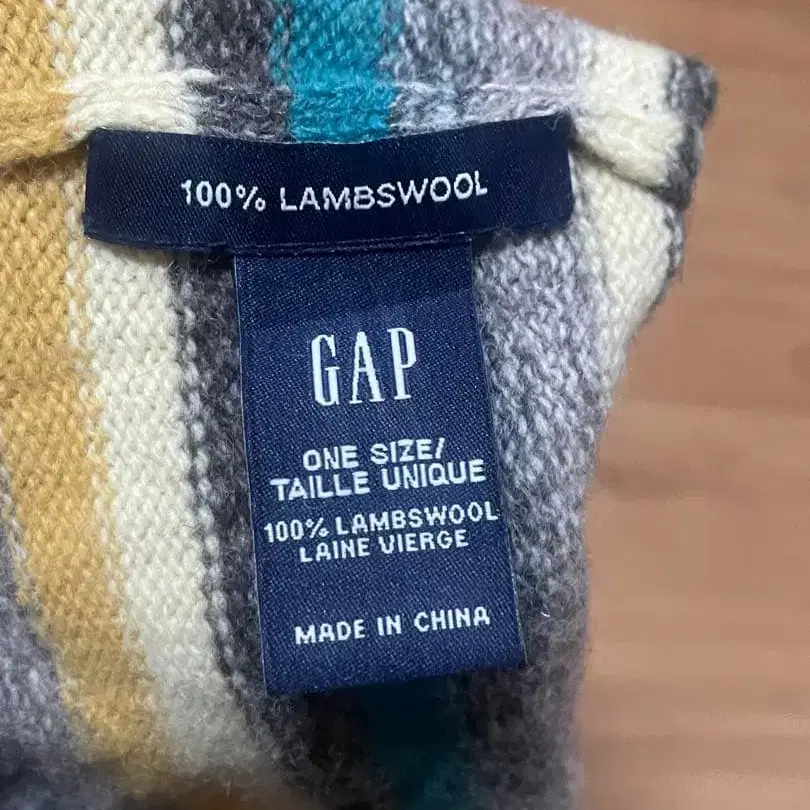 100% LAMBSWOOL
GAP
ONE SIZE/
TAILLE UNIQUE
100% LAMBSWOOL
LAINE VIERGE
MADE IN CHINA